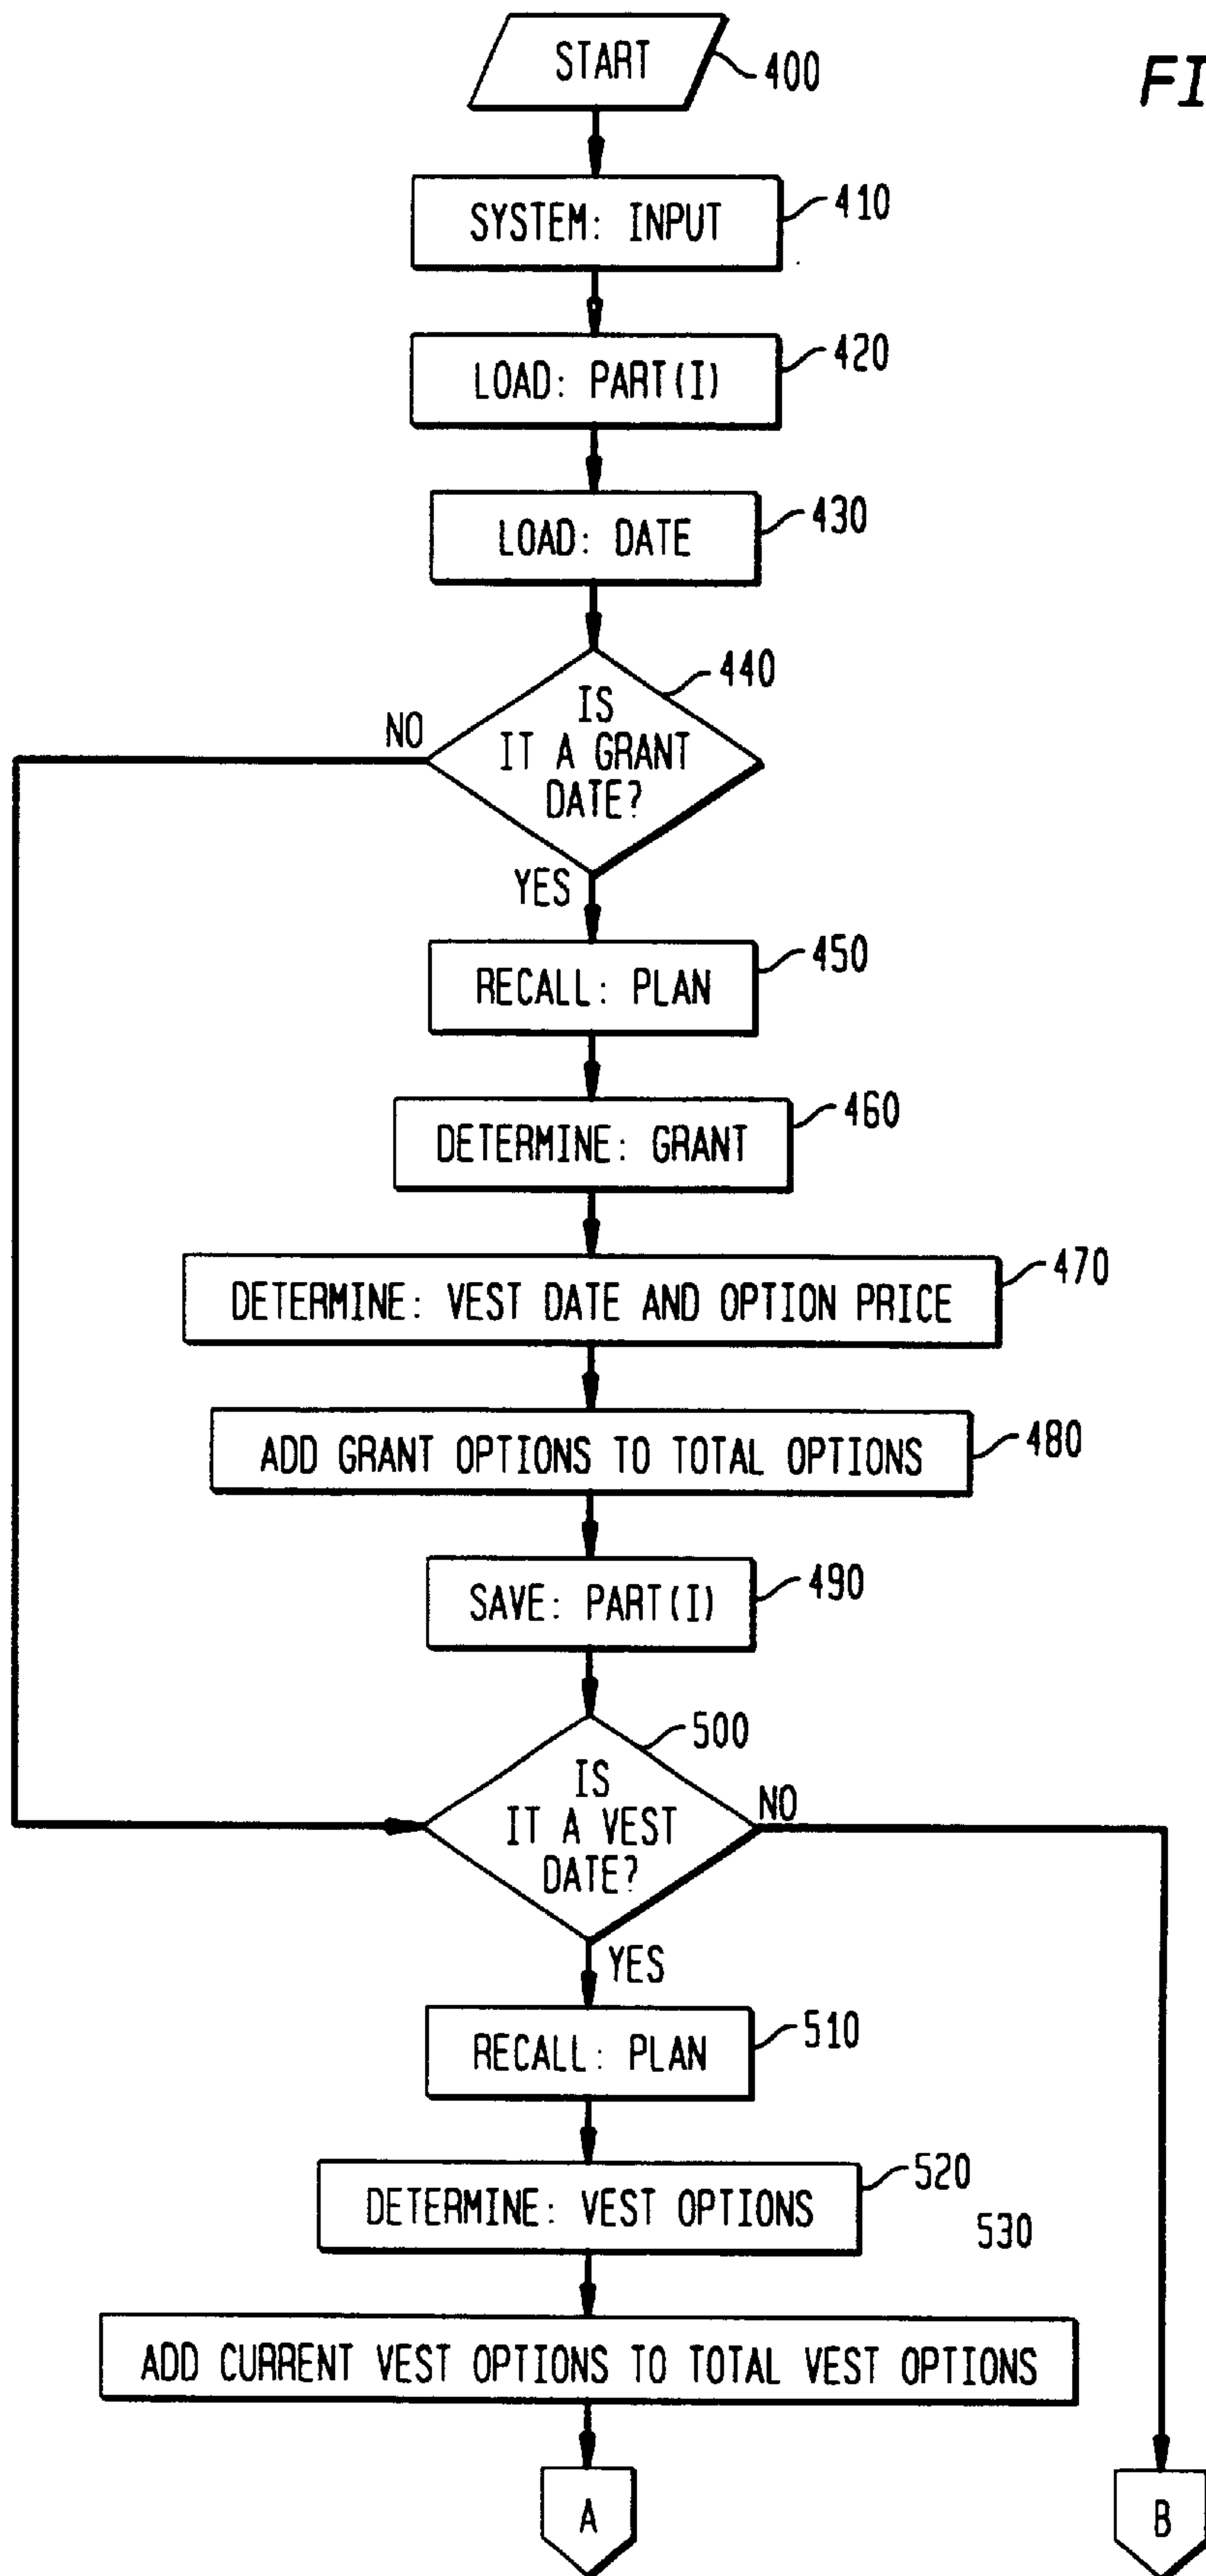 START
400
FI
SYSTEM: INPUT
410
LOAD: PART(I)
420
LOAD: DATE
430
440
IS
IT A GRANT
DATE?
NO
YES
RECALL: PLAN
450
DETERMINE: GRANT
460
DETERMINE: VEST DATE AND OPTION PRICE
470
ADD GRANT OPTIONS TO TOTAL OPTIONS
480
SAVE: PART(I)
490
500
IS
IT A VEST
DATE?
NO
YES
RECALL: PLAN
510
DETERMINE: VEST OPTIONS
520
530
ADD CURRENT VEST OPTIONS TO TOTAL VEST OPTIONS
A
B